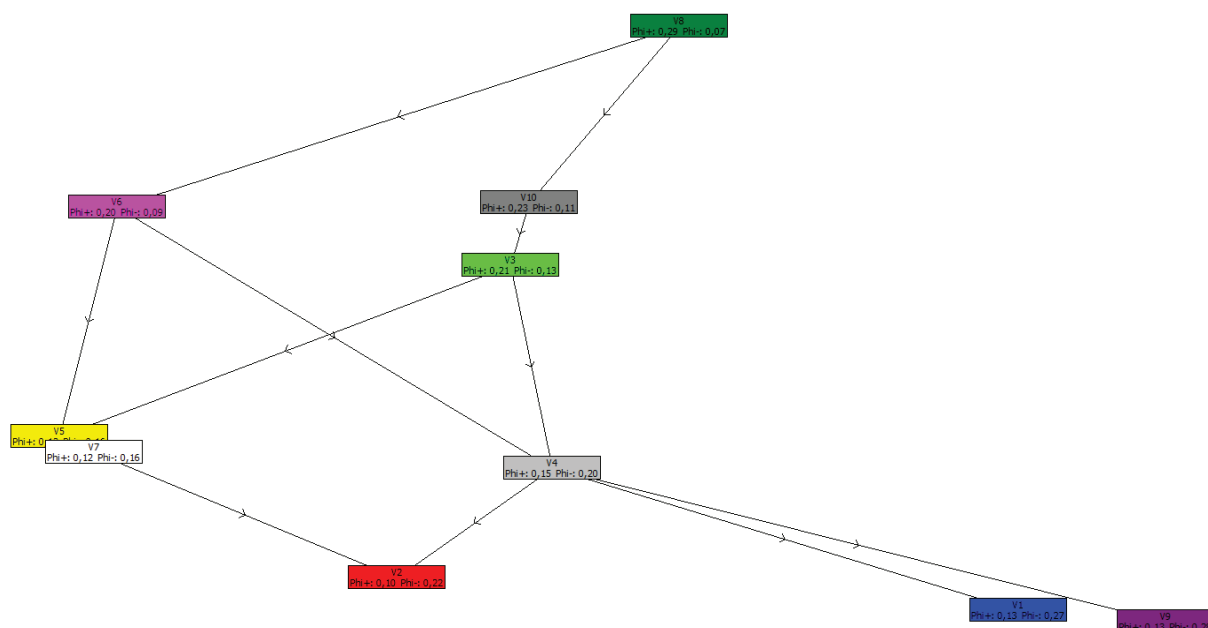 V8
Phi+: 0,29 Phi-: 0,07
V6
Phi+: 0,20 Phi-: 0,09
V10
Phi+: 0,23 Phi-: 0,11
V3
Phi+: 0,21 Phi-: 0,13
V5
Phi+:
V7
Phi+: 0,12 Phi-: 0,16
V4
Phi+: 0,15 Phi-: 0,20
V2
Phi+: 0,10 Phi-: 0,22
V1
Phi+: 0,13 Phi-: 0,27
V9
Phi+: Phi-: